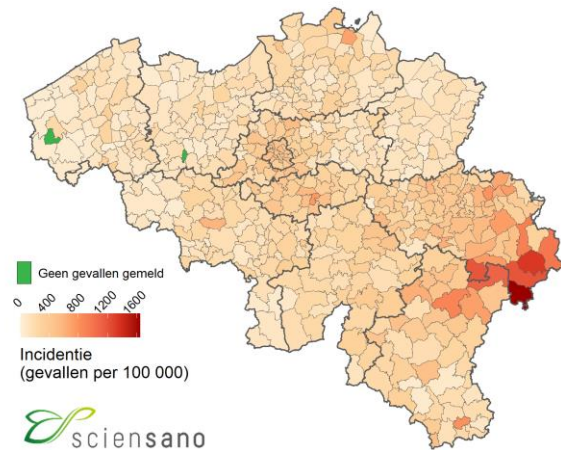 Geen gevallen gemeld
0 400 800 1200 1600
Incidentie
(gevallen per 100 000)
sciensano